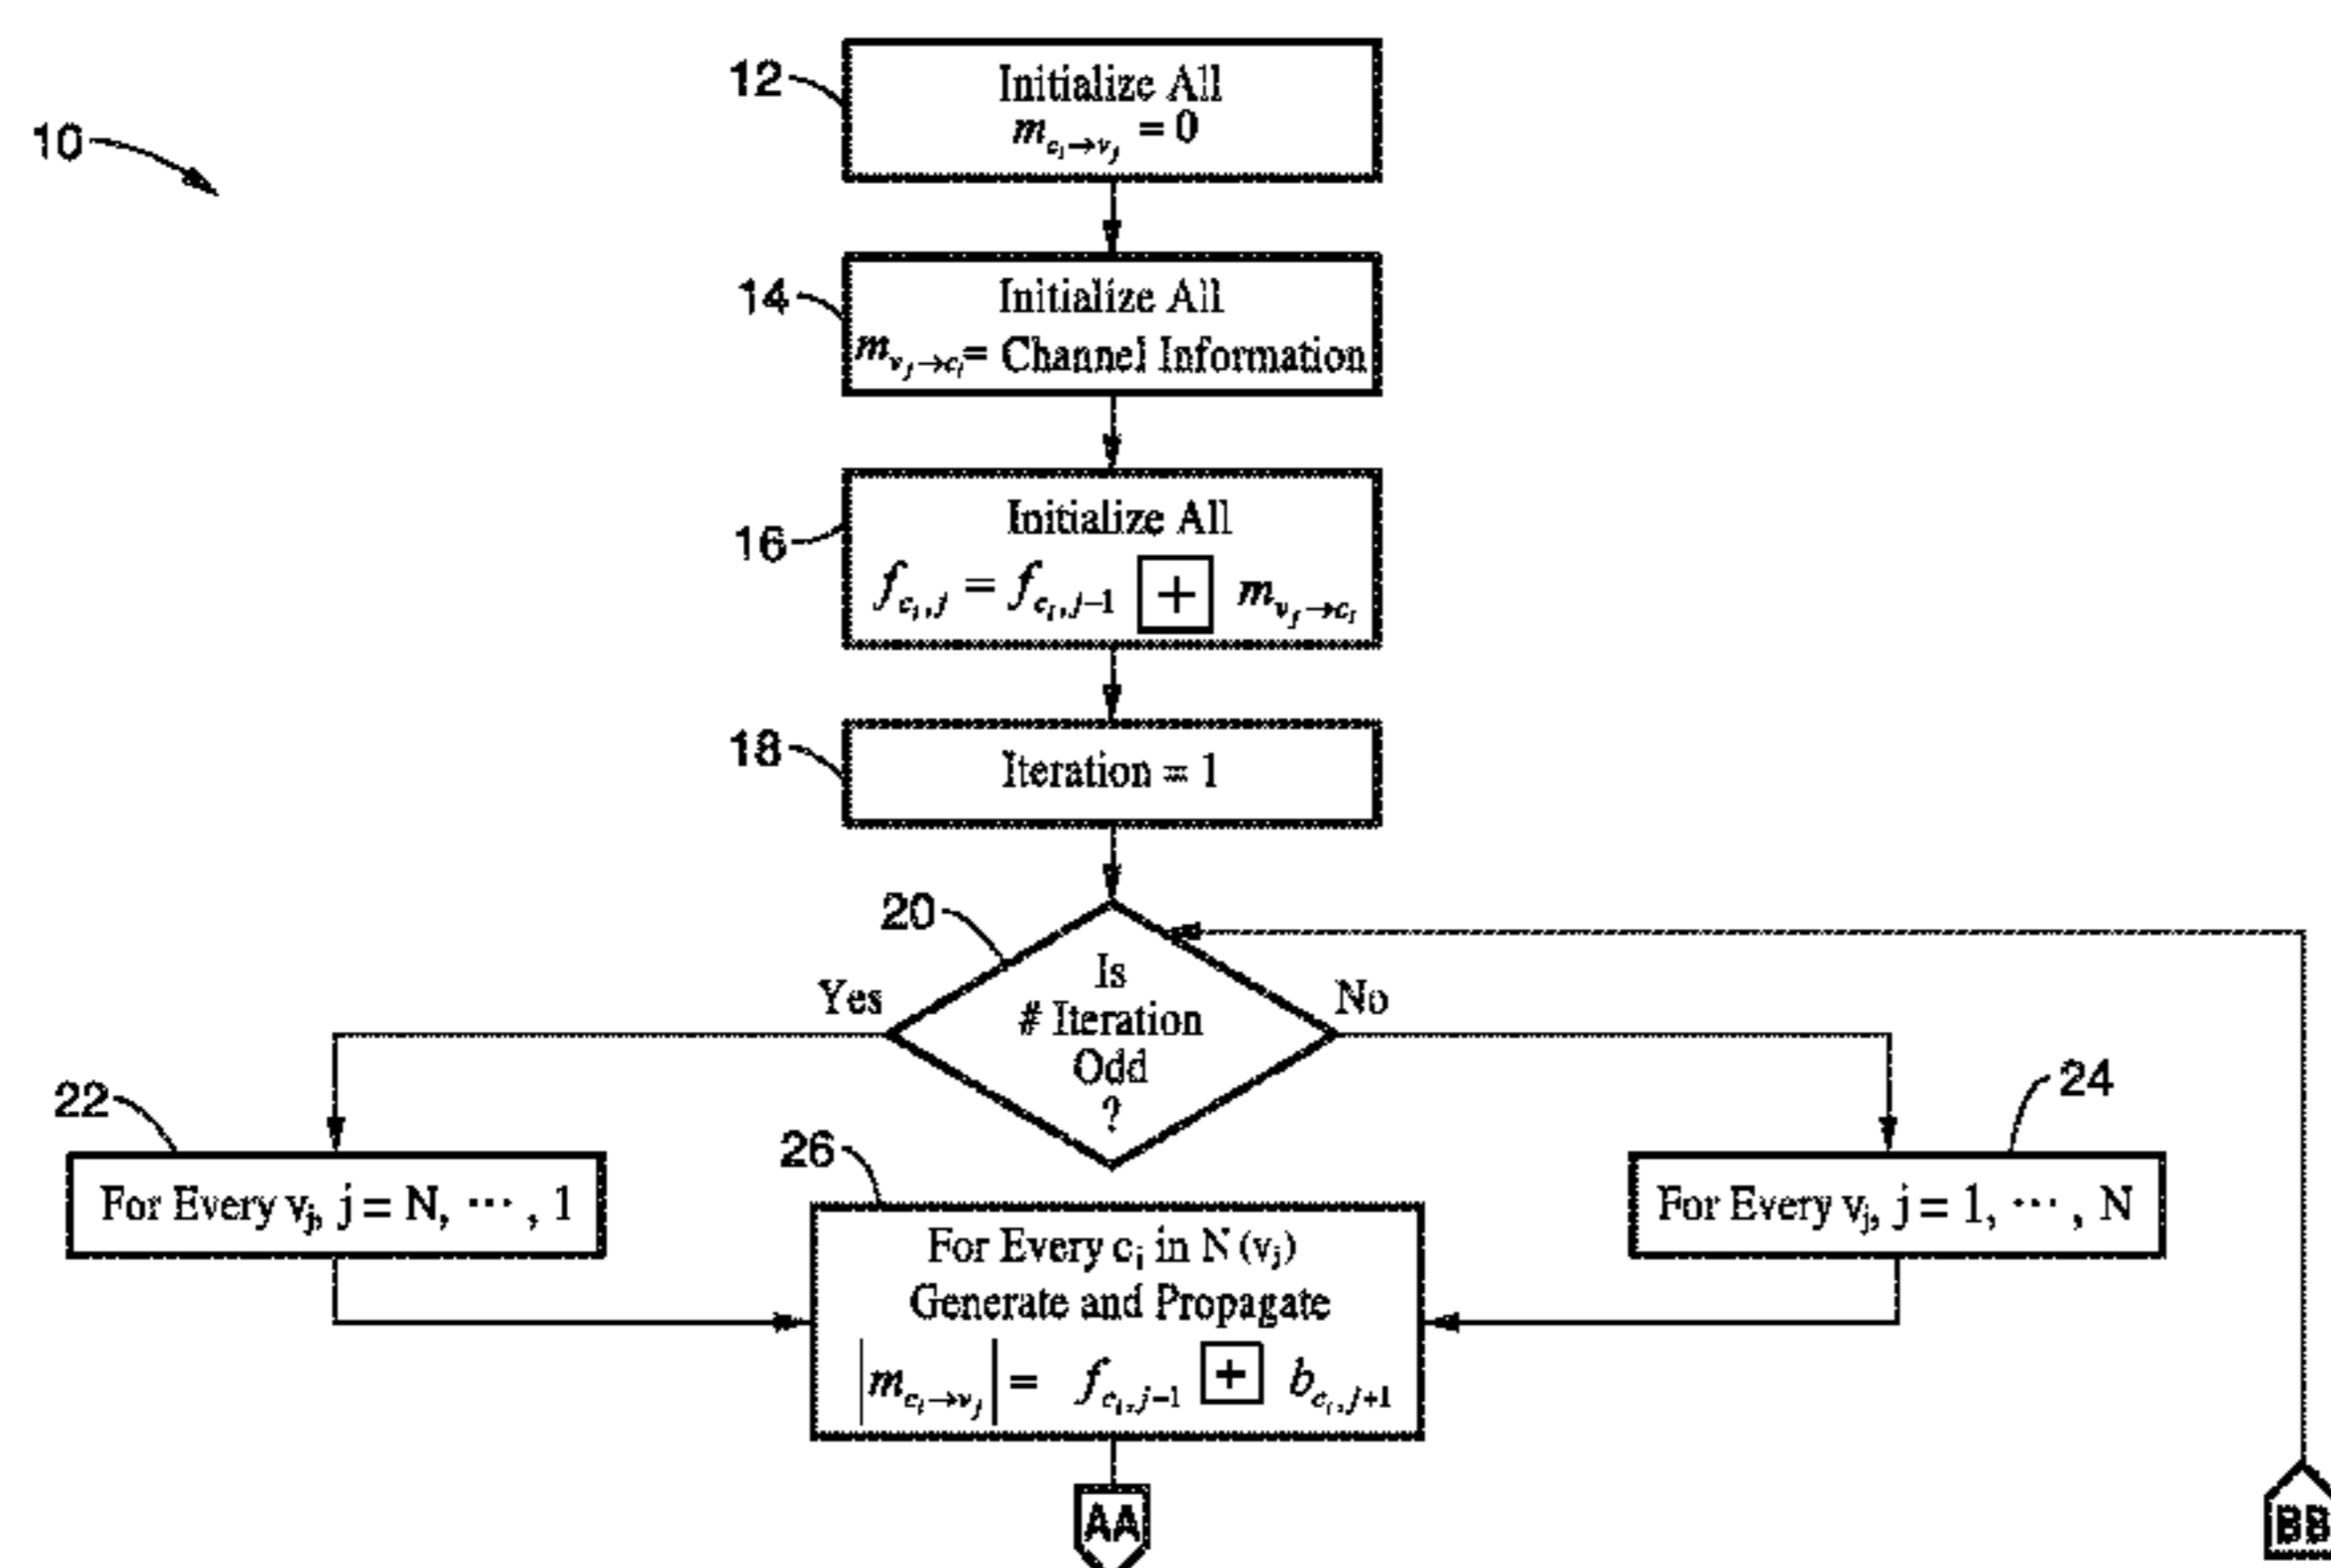 12
Initialize All
m_{c_i→v_j} = 0
10
14
Initialize All
m_{v_j→c_i} = Channel Information
16
Initialize All
f_{c_i,j} = f_{c_i,j-1} [+] m_{v_j→c_i}
18
Iteration = 1
20
Is
# Iteration
Odd
?
Yes
No
22
For Every v_j, j = N, ··· , 1
24
For Every v_j, j = 1, ··· , N
26
For Every c_i in N (v_j)
Generate and Propagate
|m_{c_i→v_j}| = f_{c_i,j-1} [+] b_{c_i,j+1}
AA
BB